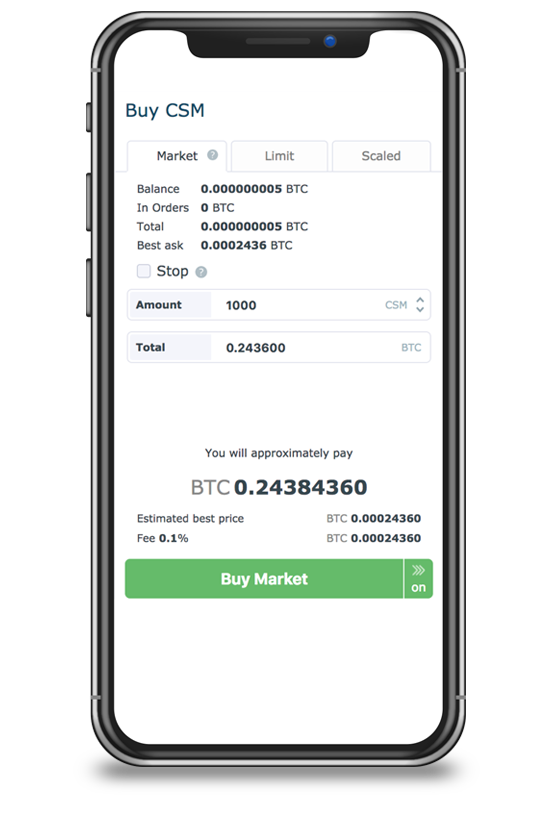 Buy CSM
Market ? Limit Scaled
Balance 0.000000005 BTC
In Orders 0 BTC
Total 0.000000005 BTC
Best ask 0.0002436 BTC
Stop ?
Amount 1000 CSM
Total 0.243600 BTC
You will approximately pay
BTC 0.24384360
Estimated best price BTC 0.00024360
Fee 0.1% BTC 0.00024360
Buy Market on